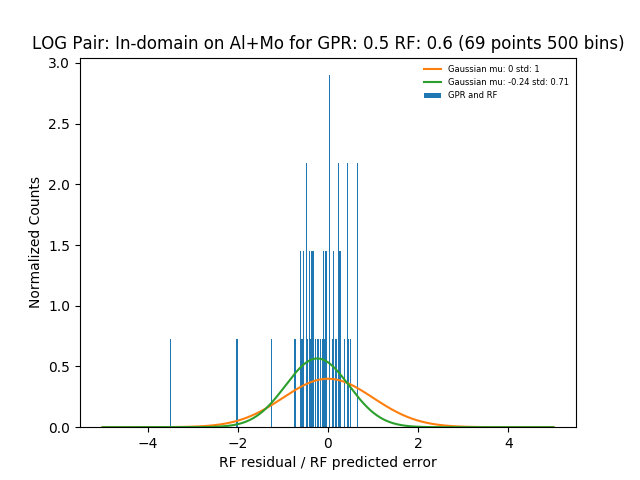 LOG Pair: In-domain on Al+Mo for GPR: 0.5 RF: 0.6 (69 points 500 bins)
Gaussian mu: 0 std: 1
Gaussian mu: -0.24 std: 0.71
GPR and RF
Normalized Counts
3.0
2.5
2.0
1.5
1.0
0.5
0.0
−4 −2 0 2 4
RF residual / RF predicted error